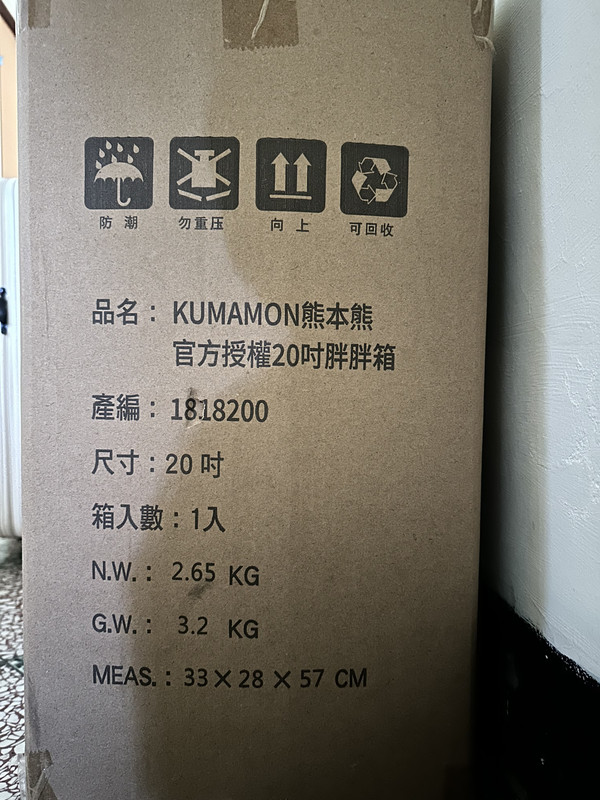 防潮 勿重压 向上 可回收
品名： KUMAMON熊本熊
官方授權20吋胖胖箱
產編： 1818200
尺寸：20 吋
箱入數：1入
N.W.： 2.65 KG
G.W.： 3.2 KG
MEAS.：33×28×57 CM